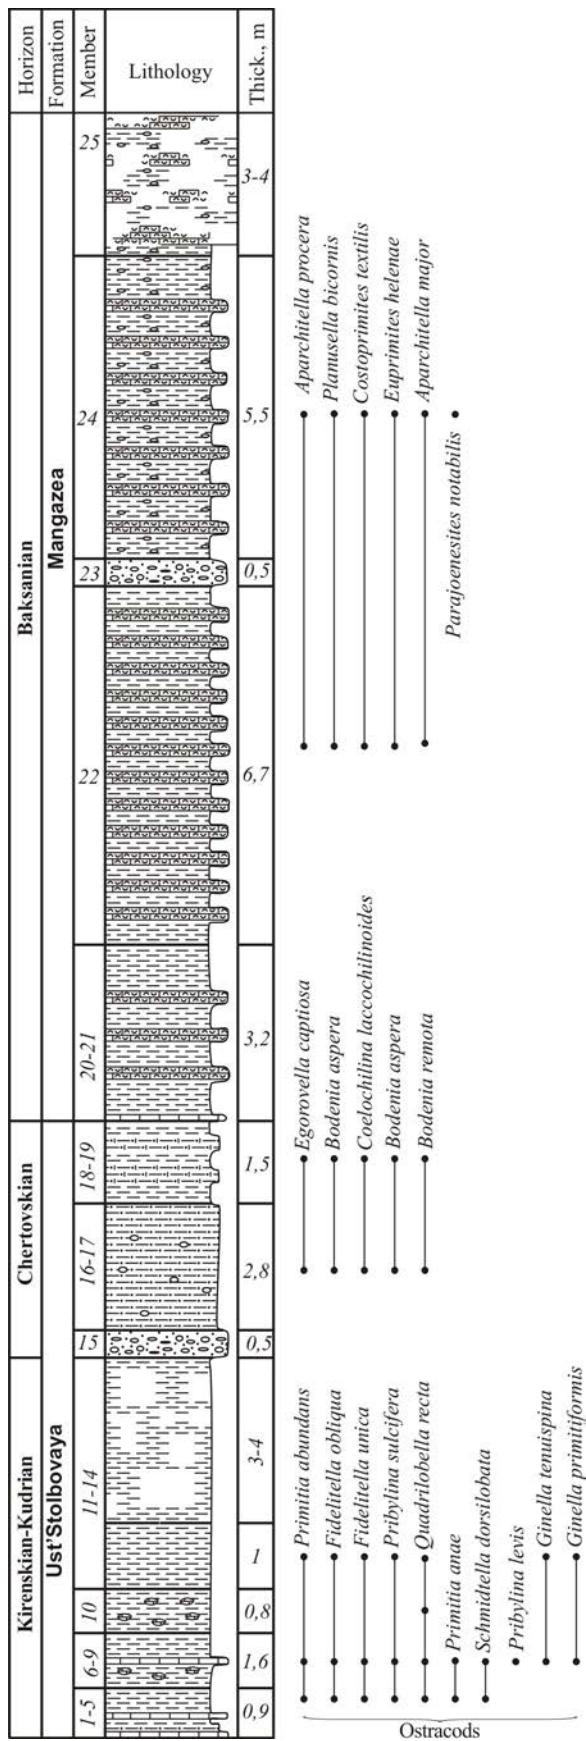 Horizon
Formation
Member
Lithology
Thick., m
Baksanian
Chertovskian
Kirenskian-Kudrian
Mangazea
Ust'Stolbovaya
25
24
23
22
20-21
18-19
16-17
15
11-14
10
6-9
1-5
3-4
5,5
0,5
6,7
3,2
1,5
2,8
0,5
3-4
1
0,8
1,6
0,9
Aparchitella procera
Planusella bicornis
Costoprimites textilis
Euprimites helenae
Aparchitella major
Parajoenesites notabilis
Egorovella captiosa
Bodenia aspera
Coelochilina laccochilinoides
Bodenia aspera
Bodenia remota
Primitia abundans
Fidelitella obliqua
Fidelitella unica
Pribylina sulcifera
Quadrilobella recta
Primitia anae
Schmidtella dorsilobata
Pribylina levis
Ginella tenuispina
Ginella primitiformis
Ostracods